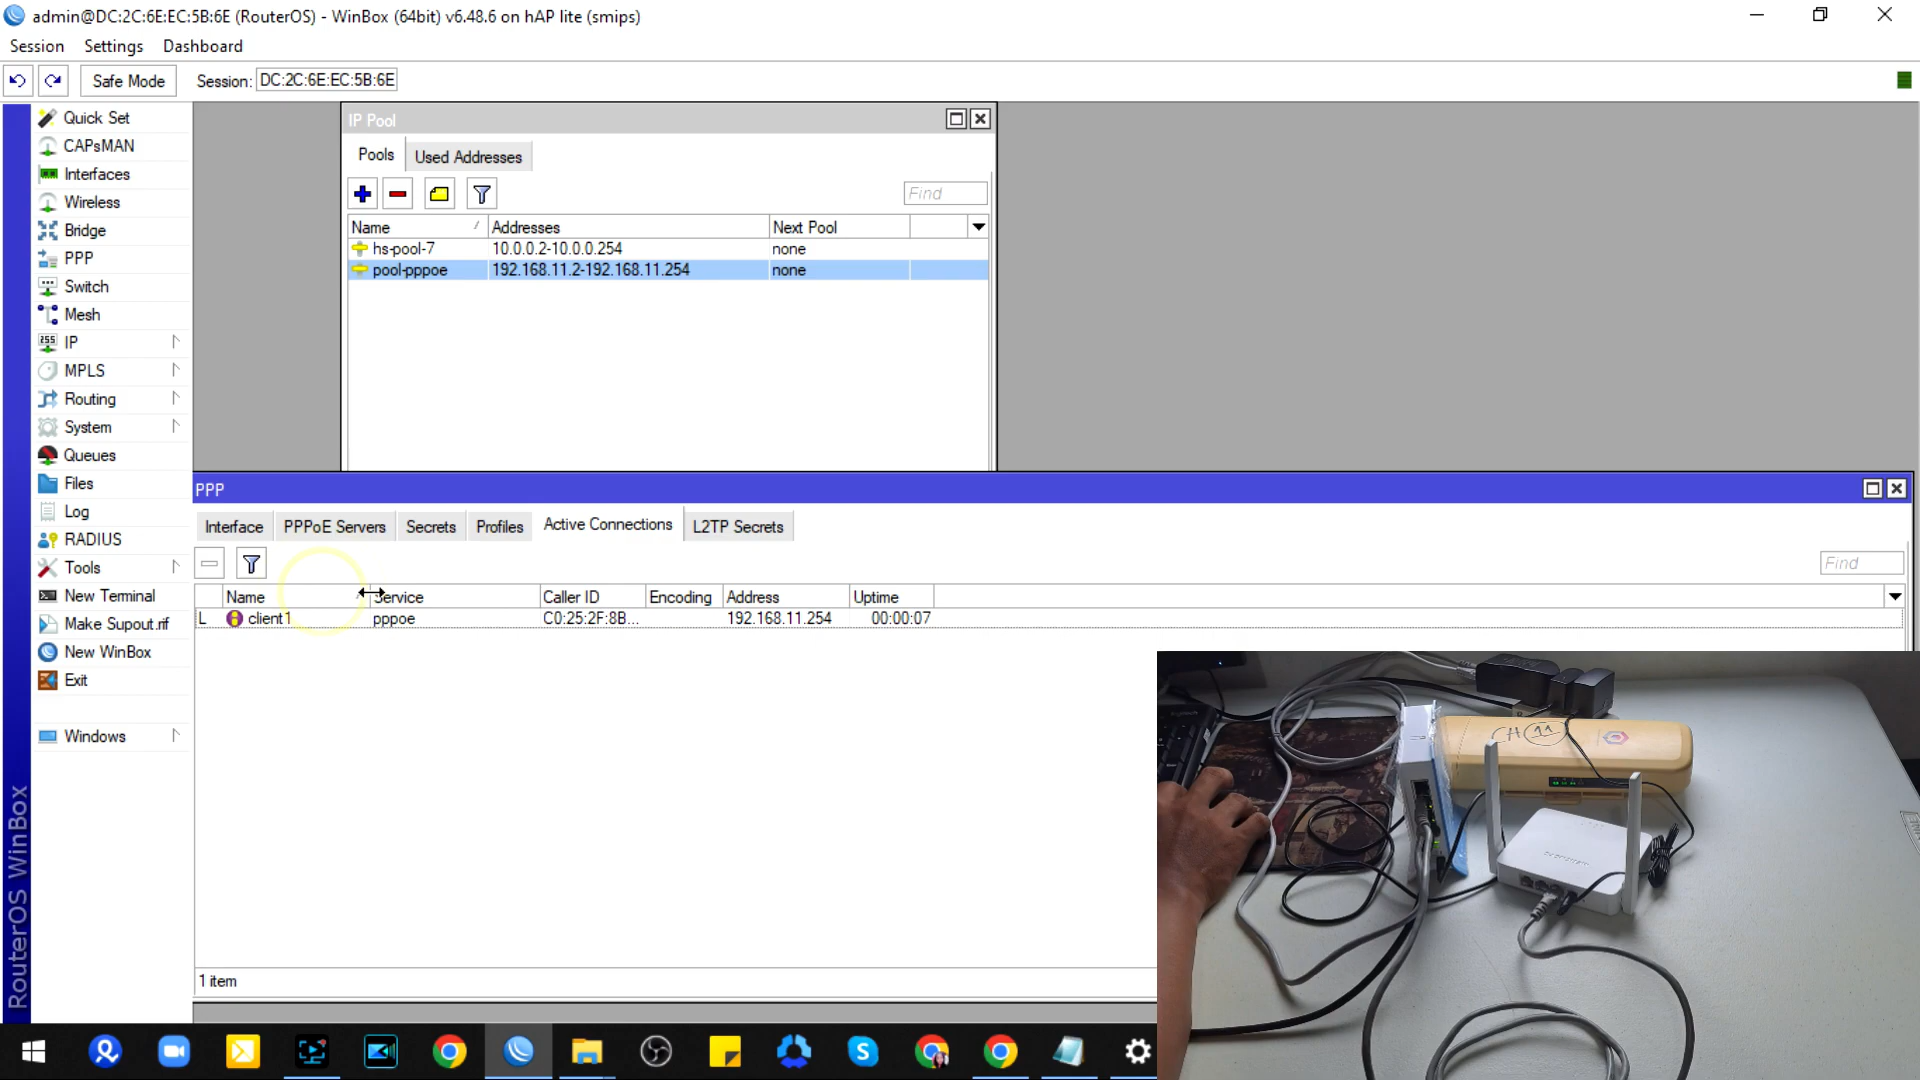 admin@DC:2C:6E:EC:5B:6E (RouterOS) - WinBox (64bit) v6.48.6 on hAP lite (smips)
Session Settings Dashboard
Safe Mode Session: DC:2C:6E:EC:5B:6E
Quick Set
CAPsMAN
Interfaces
Wireless
Bridge
PPP
Switch
Mesh
IP
MPLS
Routing
System
Queues
Files
Log
RADIUS
Tools
New Terminal
Make Supout.rif
New WinBox
Exit
Windows
RouterOS WinBox
IP Pool
Pools Used Addresses
Find
Name Addresses Next Pool
hs-pool-7 10.0.0.2-10.0.0.254 none
pool-pppoe 192.168.11.2-192.168.11.254 none
PPP
Interface PPPoE Servers Secrets Profiles Active Connections L2TP Secrets
Find
Name Service Caller ID Encoding Address Uptime
L client1 pppoe C0:25:2F:8B... 192.168.11.254 00:00:07
1 item
CH 11